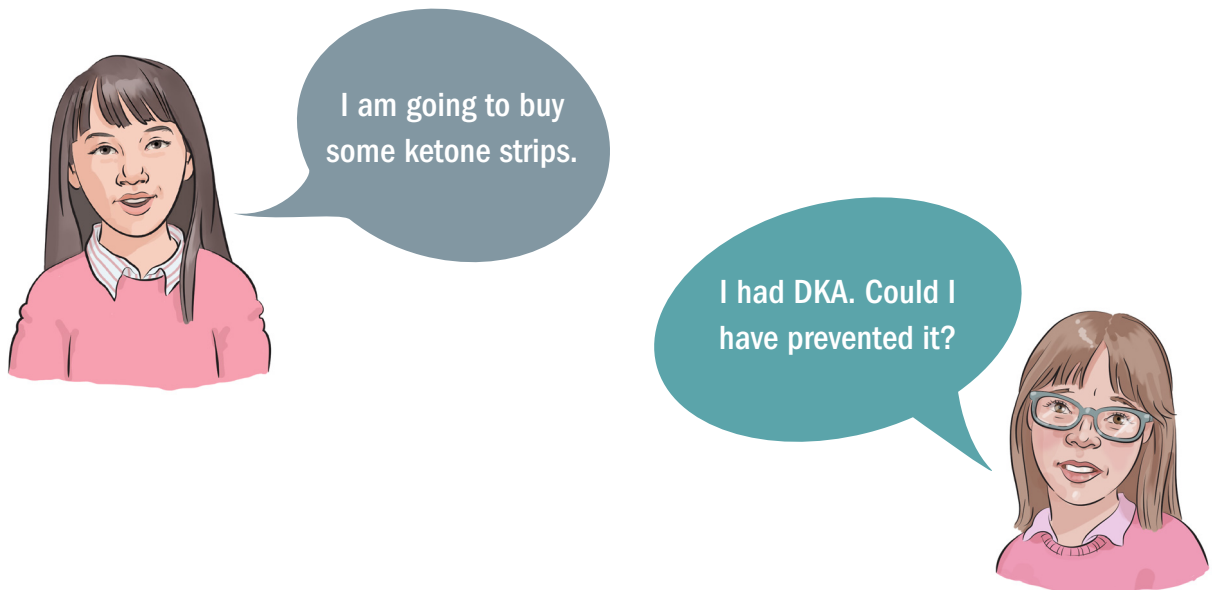 I am going to buy
some ketone strips.
I had DKA. Could I
have prevented it?